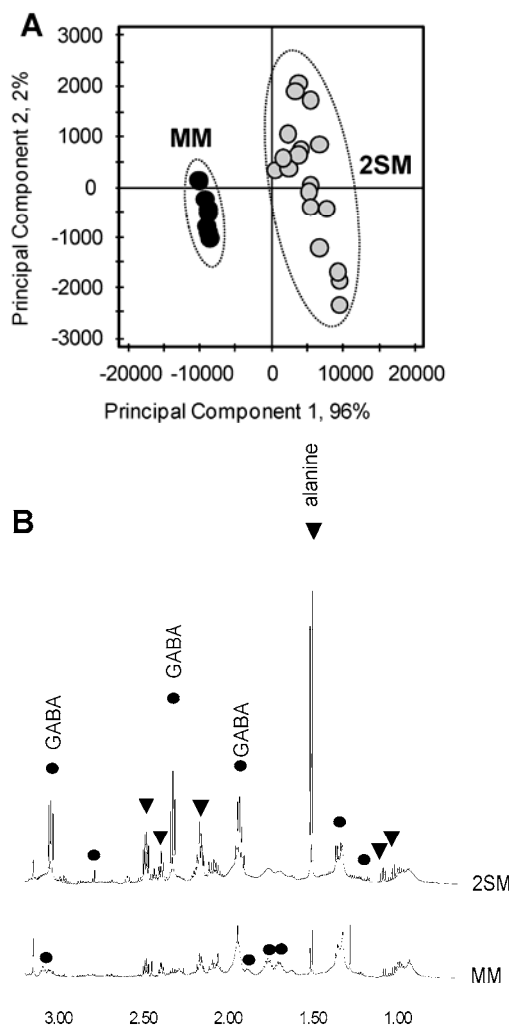 A
3000
2000
1000
0
-1000
-2000
-3000
Principal Component 2, 2%
MM
2SM
-20000 -10000 0 10000 20000
Principal Component 1, 96%
B
alanine
GABA
GABA
GABA
2SM
MM
3.00 2.50 2.00 1.50 1.00